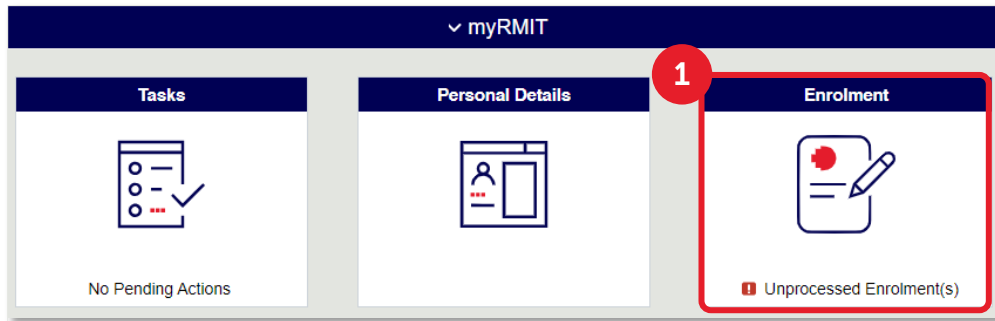 myRMIT
Tasks
Personal Details
1
Enrolment
No Pending Actions
Unprocessed Enrolment(s)